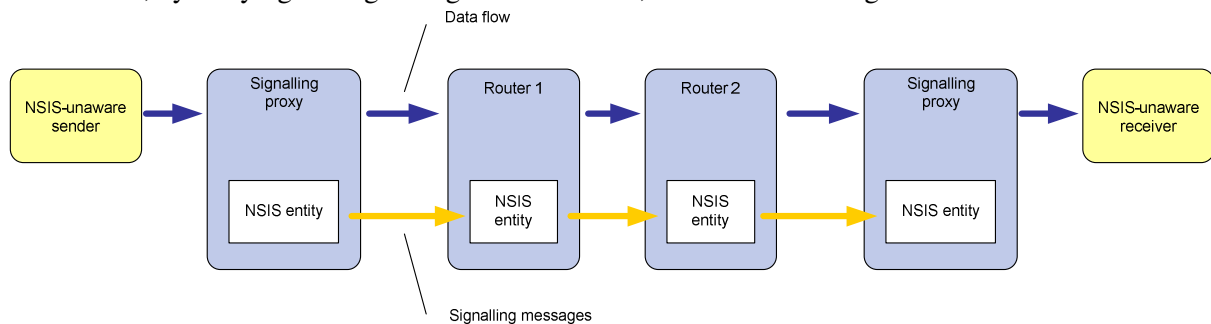 Data flow
NSIS-unaware
sender
Signalling
proxy
NSIS entity
Router 1
NSIS
entity
Router 2
NSIS
entity
Signalling
proxy
NSIS entity
NSIS-unaware
receiver
Signalling messages